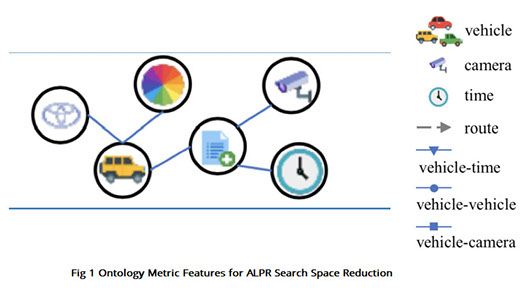 vehicle
camera
time
route
vehicle-time
vehicle-vehicle
vehicle-camera
Fig 1 Ontology Metric Features for ALPR Search Space Reduction